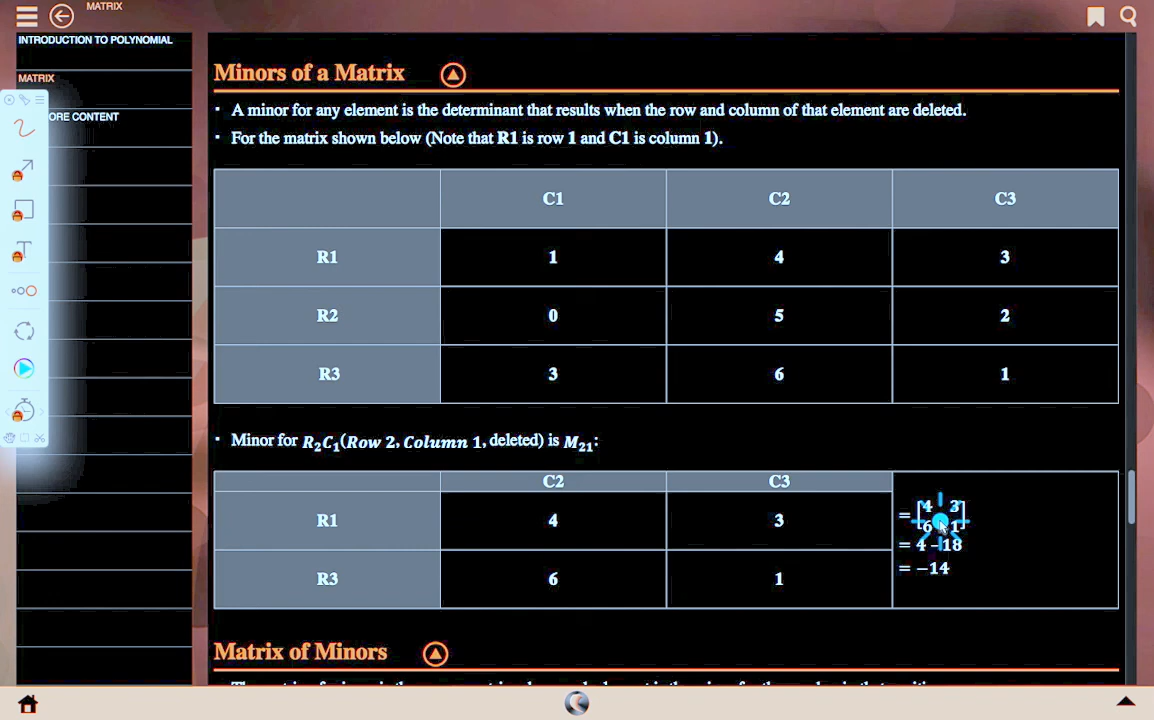 MATRIX
INTRODUCTION TO POLYNOMIAL
MATRIX
ORE CONTENT
Minors of a Matrix
· A minor for any element is the determinant that results when the row and column of that element are deleted.
· For the matrix shown below (Note that R1 is row 1 and C1 is column 1).
C1 C2 C3
R1 1 4 3
R2 0 5 2
R3 3 6 1
· Minor for R₂C₁(Row 2, Column 1, deleted) is M₂₁:
C2 C3
R1 4 3
R3 6 1
= [4 3
6 1]
= 4 − 18
= −14
Matrix of Minors